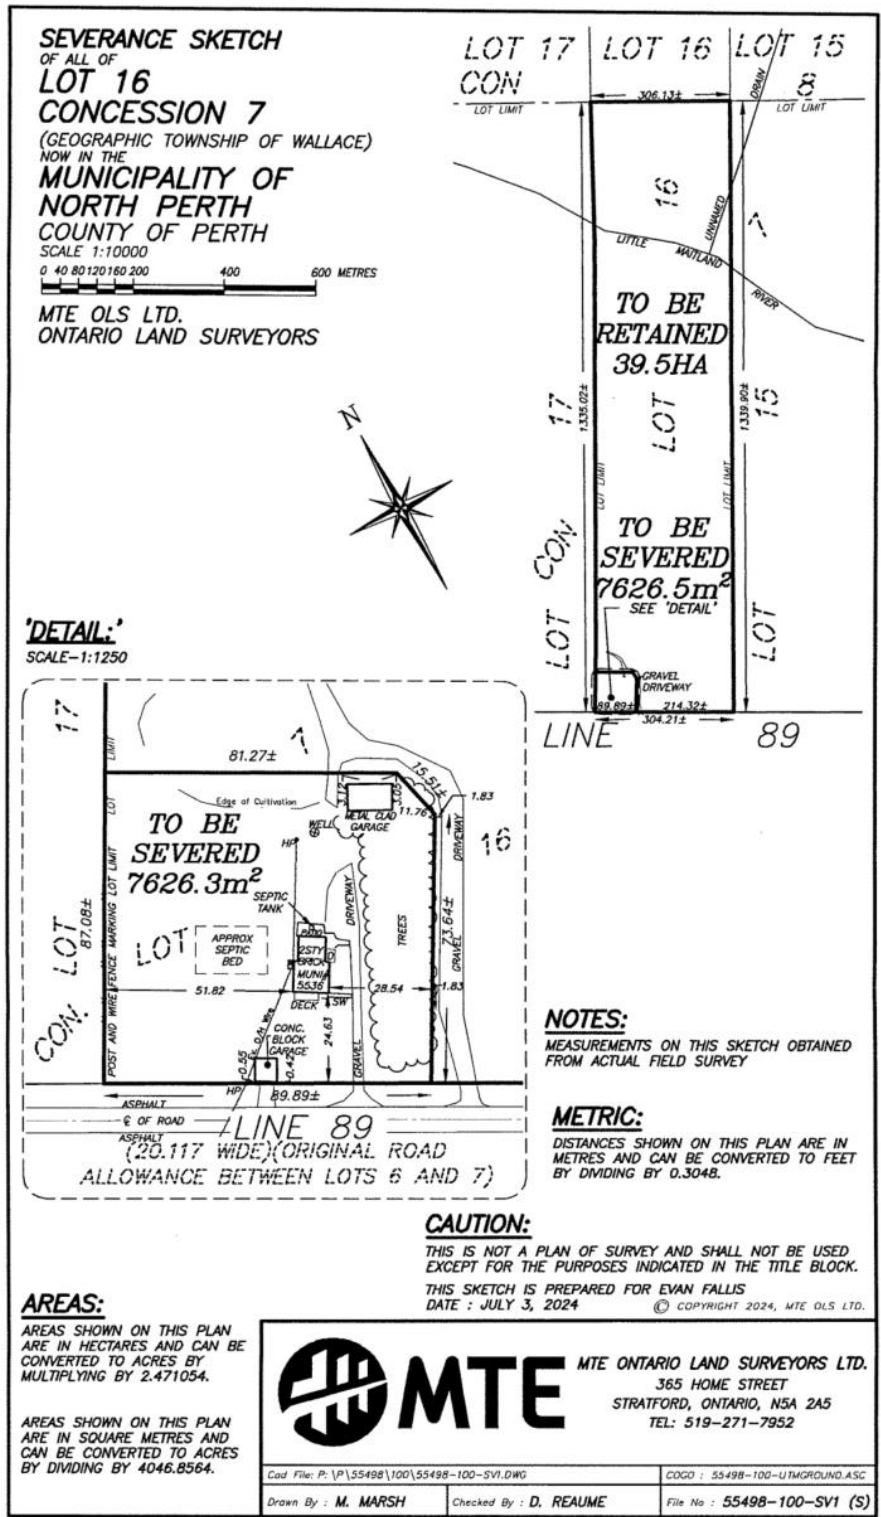 SEVERANCE SKETCH
OF ALL OF
LOT 16
CONCESSION 7
(GEOGRAPHIC TOWNSHIP OF WALLACE)
NOW IN THE
MUNICIPALITY OF
NORTH PERTH
COUNTY OF PERTH
SCALE 1:10000
0 40 80 120 160 200 400 600 METRES
MTE OLS LTD.
ONTARIO LAND SURVEYORS
N
LOT 17 LOT 16 LOT 15
CON 8
LOT LIMIT
306.13±
LOT LIMIT
DRAIN
UNNAMED
16
7
LITTLE MAITLAND RIVER
TO BE
RETAINED
39.5HA
17
1335.02±
LOT
1339.90±
15
LOT LIMIT
LOT LIMIT
CON
LOT
TO BE
SEVERED
7626.5m²
SEE 'DETAIL'
LOT
GRAVEL
DRIVEWAY
89.89± 214.32±
304.21±
LINE 89
'DETAIL:'
SCALE-1:1250
17
LOT
CON.
87.08±
POST AND WIRE FENCE MARKING LOT LIMIT LOT LIMIT
81.27±
7
15.51±
1.83
3.12
3.05
11.76
METAL CLAD
GARAGE
Edge of Cultivation
WELL
HP
TO BE
SEVERED
7626.3m²
16
DRIVEWAY
GRAVEL
73.64±
SEPTIC
TANK
DRIVEWAY
GRAVEL
TREES
LOT
APPROX
SEPTIC
BED
PATIO
2STY
BRICK
MUN#
5536
D
51.82
28.54
1.83
DECK
SW
24.63
CONC.
BLOCK
GARAGE
0.55
0.42
HP
89.89±
ASPHALT
℄ OF ROAD
ASPHALT
LINE 89
(20.117 WIDE)(ORIGINAL ROAD
ALLOWANCE BETWEEN LOTS 6 AND 7)
NOTES:
MEASUREMENTS ON THIS SKETCH OBTAINED
FROM ACTUAL FIELD SURVEY
METRIC:
DISTANCES SHOWN ON THIS PLAN ARE IN
METRES AND CAN BE CONVERTED TO FEET
BY DIVIDING BY 0.3048.
CAUTION:
THIS IS NOT A PLAN OF SURVEY AND SHALL NOT BE USED
EXCEPT FOR THE PURPOSES INDICATED IN THE TITLE BLOCK.
THIS SKETCH IS PREPARED FOR EVAN FALLIS
DATE : JULY 3, 2024
© COPYRIGHT 2024, MTE OLS LTD.
AREAS:
AREAS SHOWN ON THIS PLAN
ARE IN HECTARES AND CAN BE
CONVERTED TO ACRES BY
MULTIPLYING BY 2.471054.
AREAS SHOWN ON THIS PLAN
ARE IN SQUARE METRES AND
CAN BE CONVERTED TO ACRES
BY DIVIDING BY 4046.8564.
MTE
MTE ONTARIO LAND SURVEYORS LTD.
365 HOME STREET
STRATFORD, ONTARIO, N5A 2A5
TEL: 519-271-7952
Cad File: P: \P\55498\100\55498-100-SV1.DWG
COGO : 55498-100-UTMGROUND.ASC
Drawn By : M. MARSH
Checked By : D. REAUME
File No : 55498-100-SV1 (S)